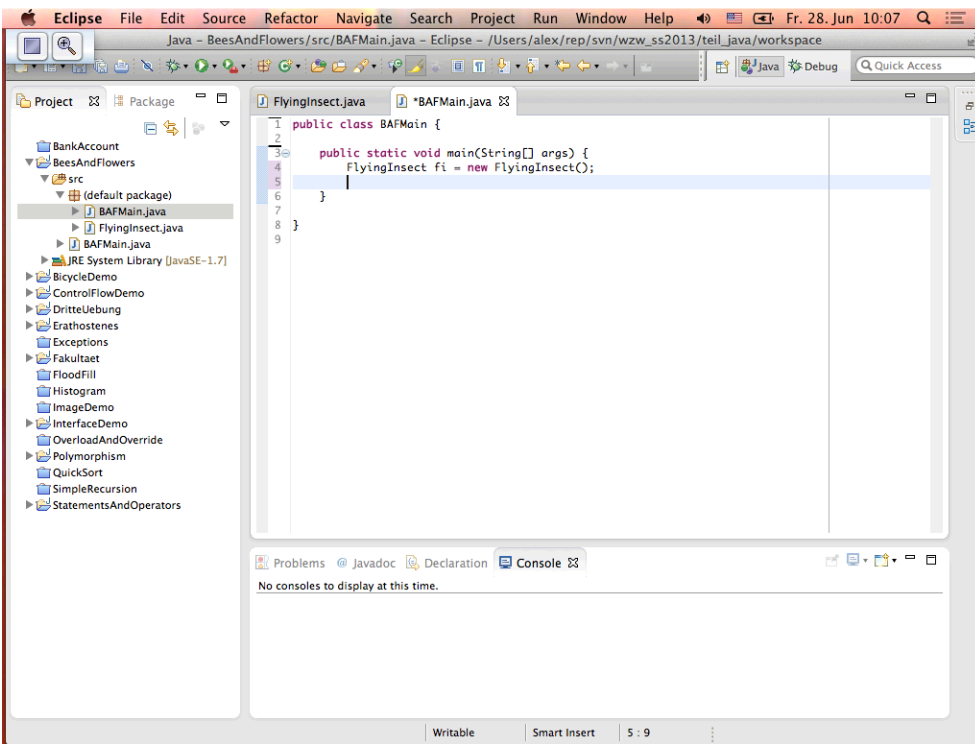 Eclipse File Edit Source Refactor Navigate Search Project Run Window Help Fr. 28. Jun 10:07
Java – BeesAndFlowers/src/BAFMain.java – Eclipse – /Users/alex/rep/svn/wzw_ss2013/teil_java/workspace
Java Debug Quick Access
Project Package
BankAccount
BeesAndFlowers
src
(default package)
BAFMain.java
FlyingInsect.java
BAFMain.java
JRE System Library [JavaSE-1.7]
BicycleDemo
ControlFlowDemo
DritteUebung
Erathostenes
Exceptions
Fakultaet
FloodFill
Histogram
ImageDemo
InterfaceDemo
OverloadAndOverride
Polymorphism
QuickSort
SimpleRecursion
StatementsAndOperators
FlyingInsect.java *BAFMain.java
1 public class BAFMain {
2
3 public static void main(String[] args) {
4 FlyingInsect fi = new FlyingInsect();
5
6 }
7
8 }
9
Problems @ Javadoc Declaration Console
No consoles to display at this time.
Writable Smart Insert 5 : 9